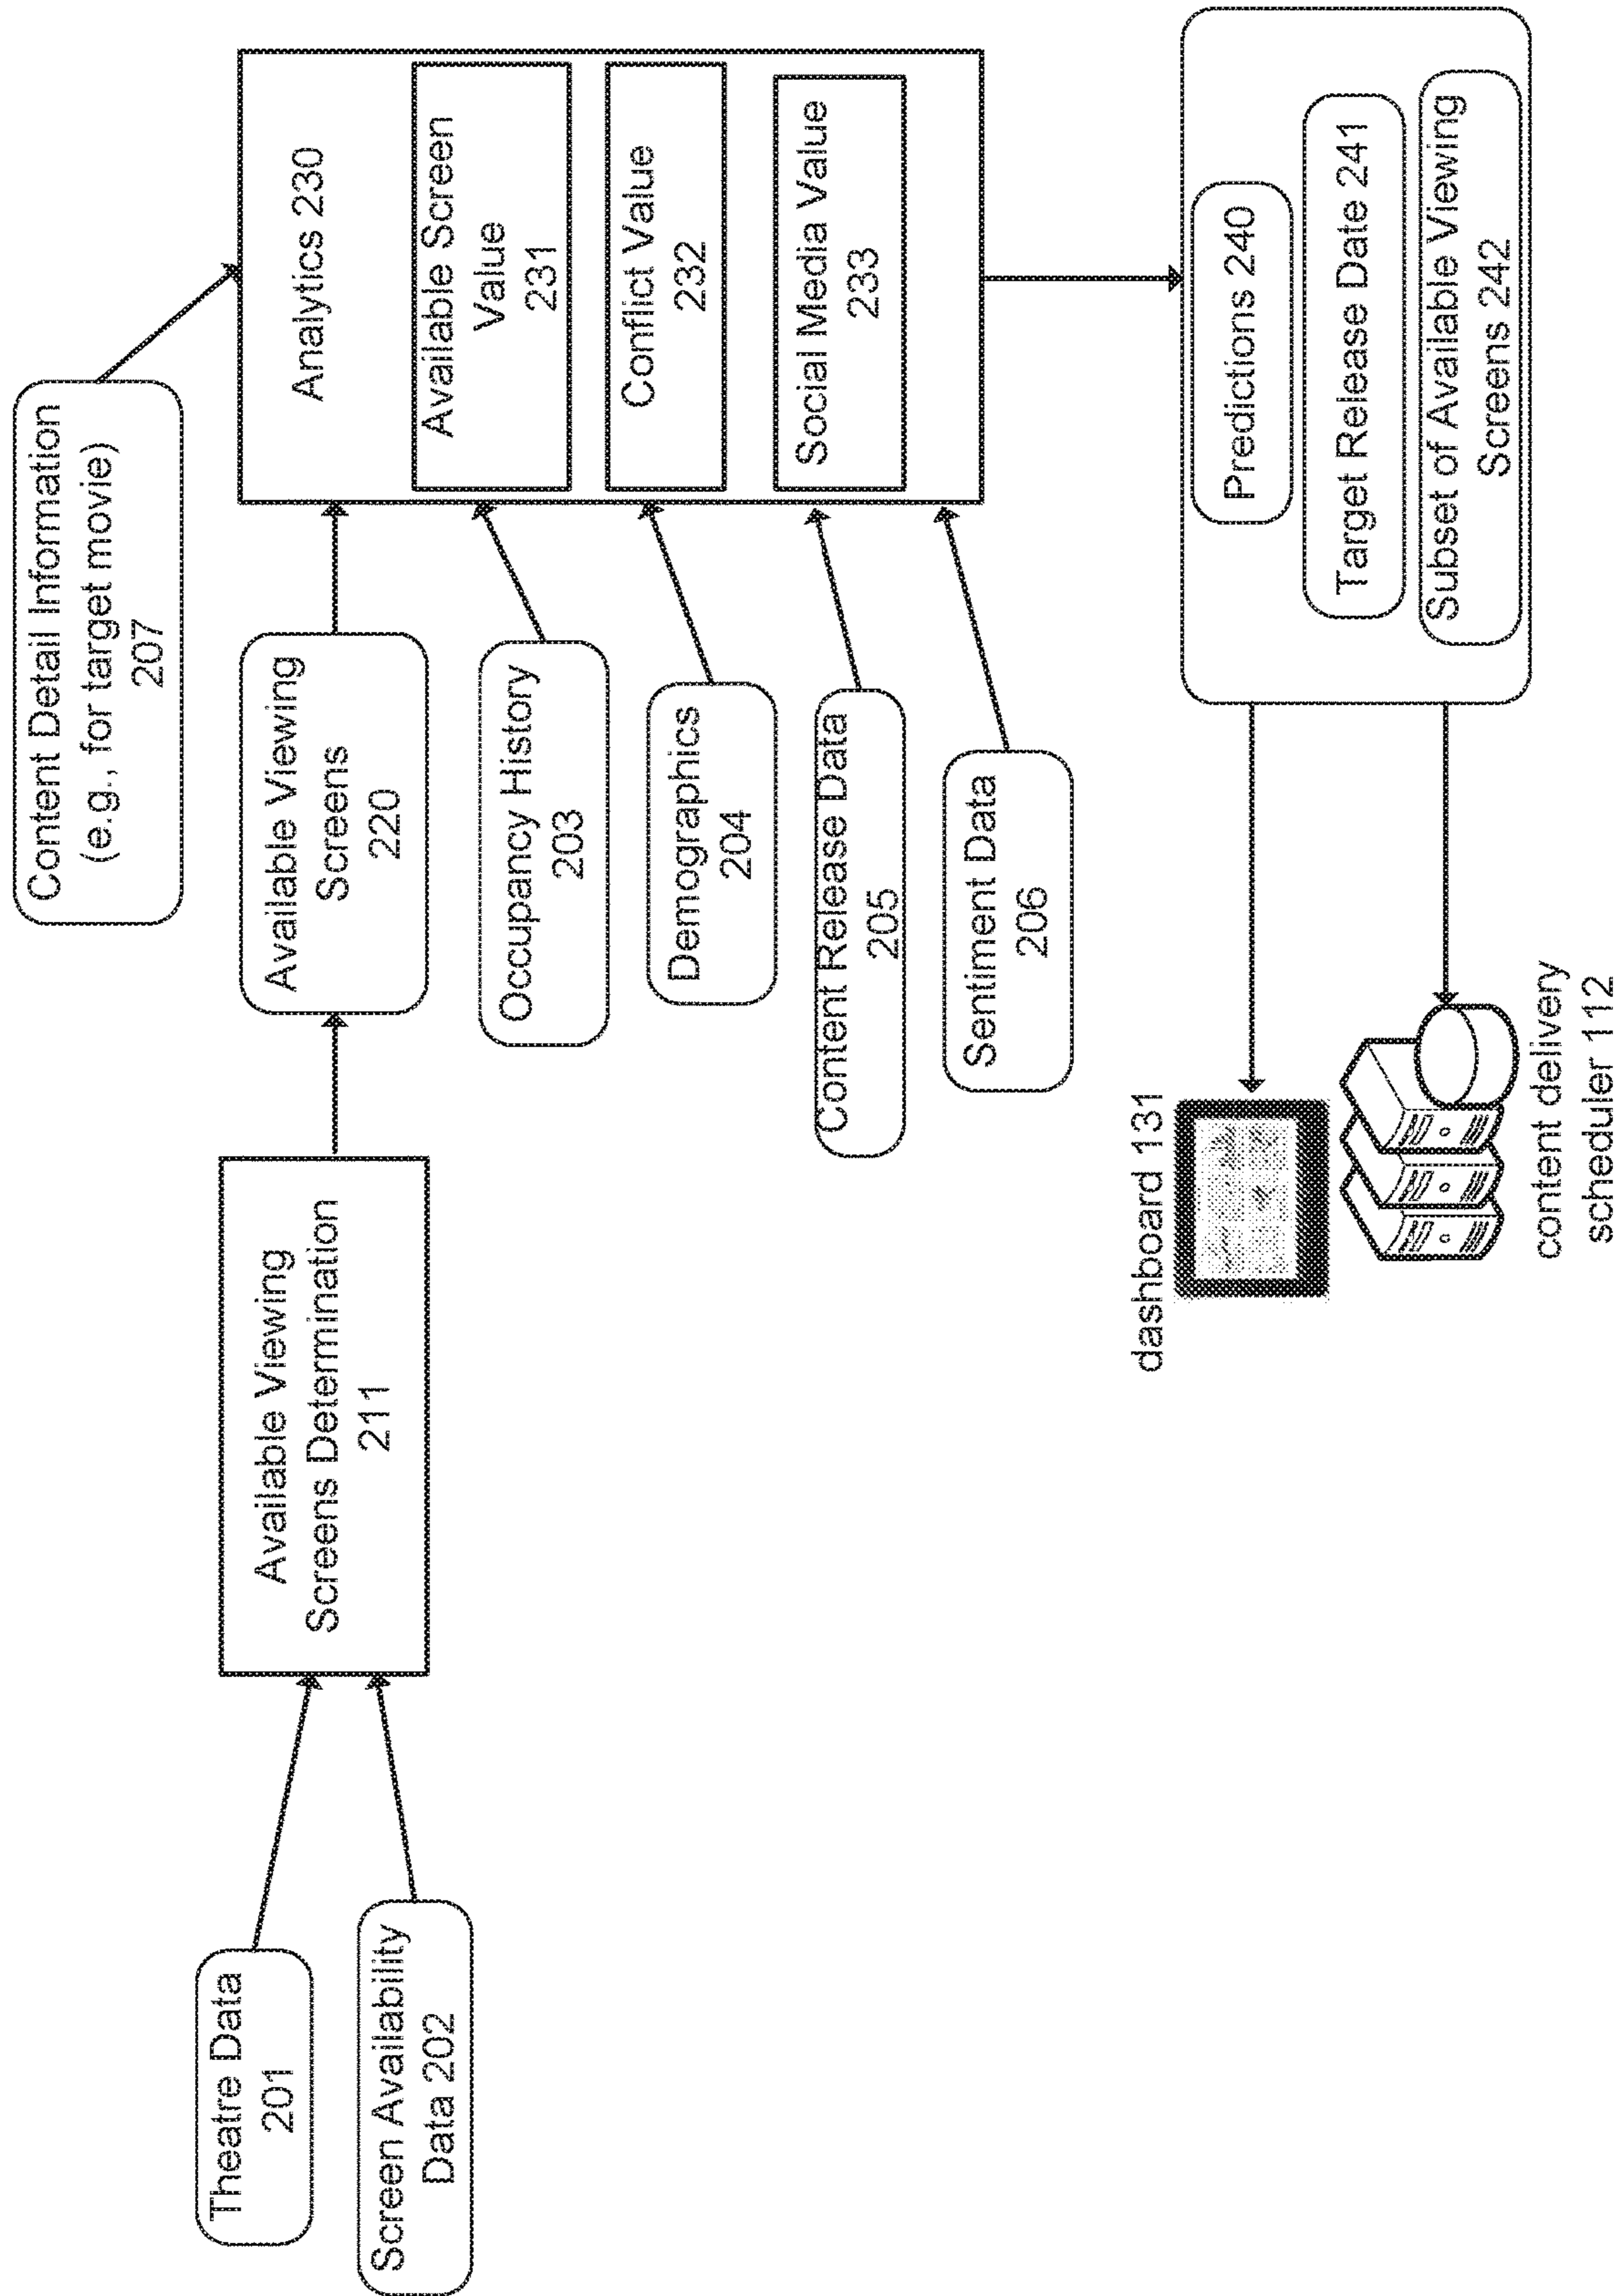 Theatre Data
201
Screen Availability
Data 202
Available Viewing
Screens Determination
211
Available Viewing
Screens
220
Content Detail Information
(e.g., for target movie)
207
Occupancy History
203
Demographics
204
Content Release Data
205
Sentiment Data
206
Analytics 230
Available Screen
Value
231
Conflict Value
232
Social Media Value
233
Predictions 240
Target Release Date 241
Subset of Available Viewing
Screens 242
dashboard 131
content delivery
scheduler 112